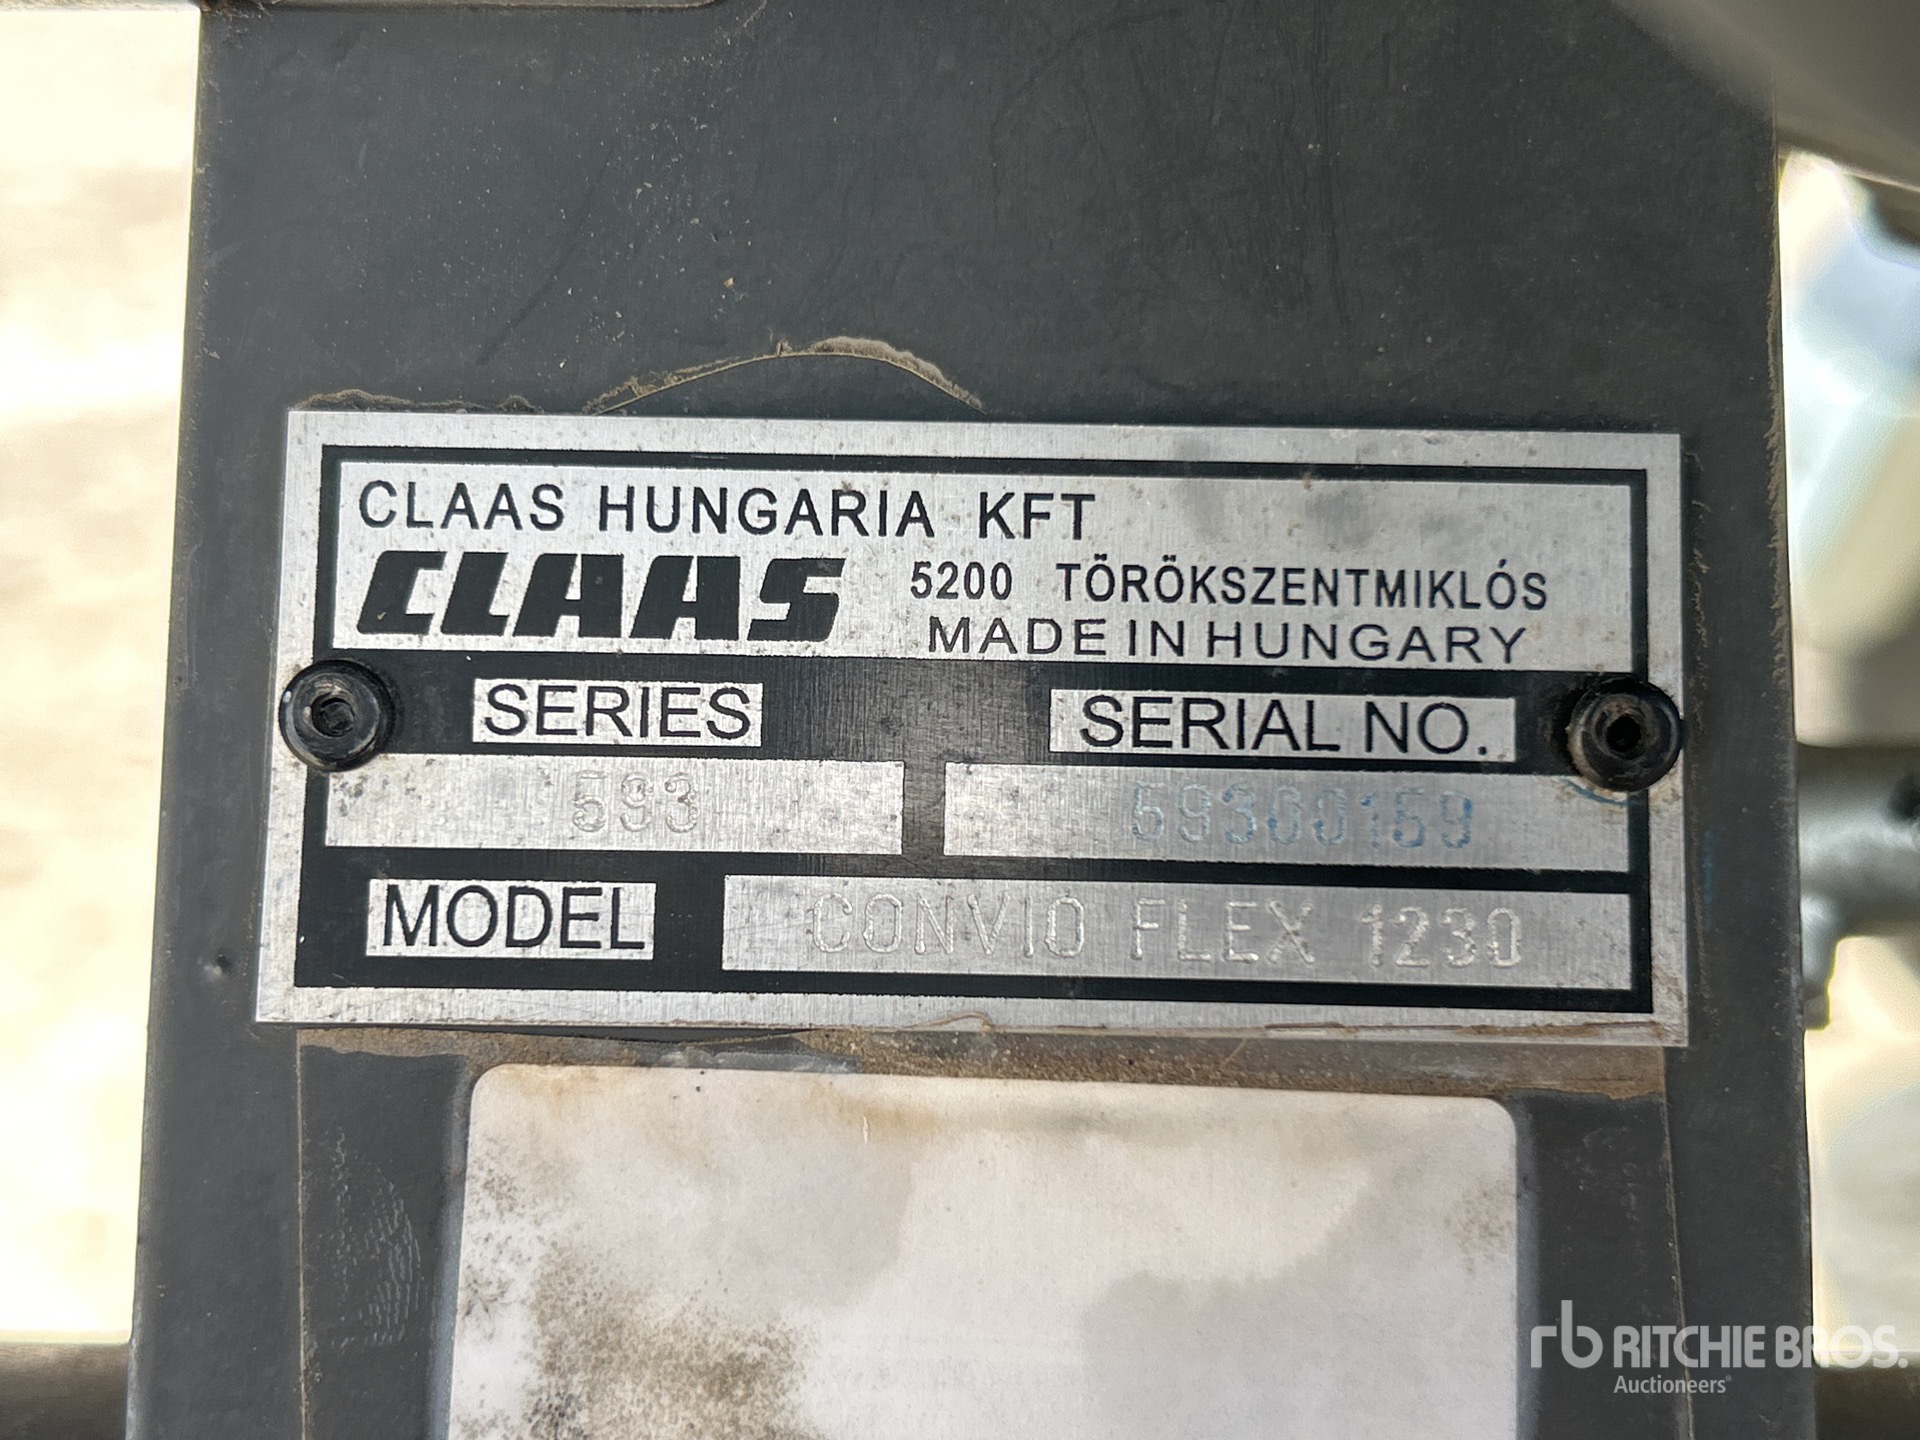 CLAAS HUNGARIA KFT
CLAAS 5200 TÖRÖKSZENTMIKLÓS
MADE IN HUNGARY
SERIES SERIAL NO.
593 59300159
MODEL CONVIO FLEX 1230
rb RITCHIE BROS.
Auctioneers®